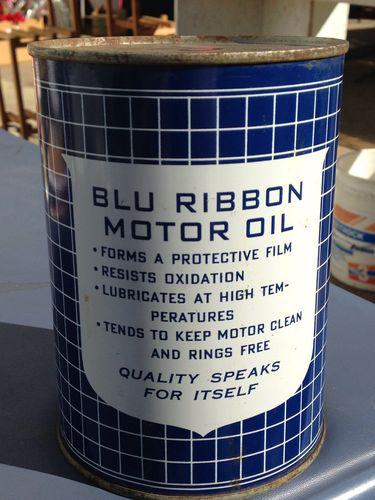 BLU RIBBON
MOTOR OIL
• FORMS A PROTECTIVE FILM
• RESISTS OXIDATION
• LUBRICATES AT HIGH TEM-
PERATURES
• TENDS TO KEEP MOTOR CLEAN
AND RINGS FREE
QUALITY SPEAKS
FOR ITSELF